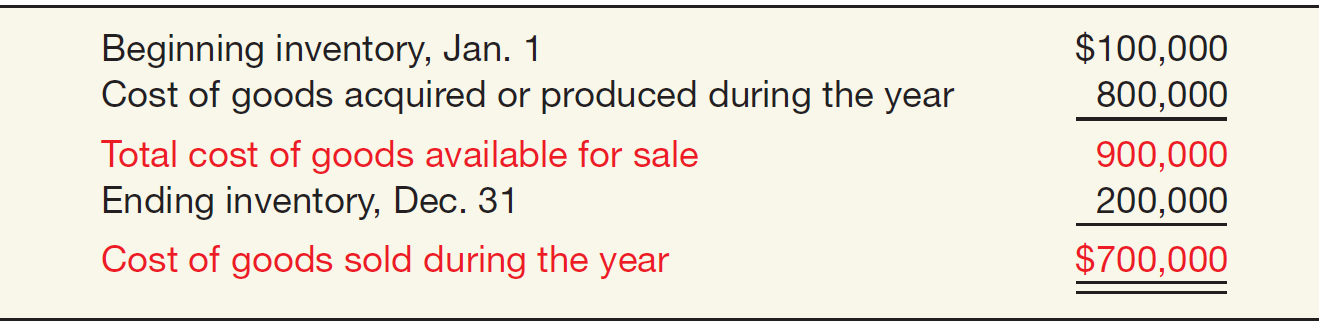 Beginning inventory, Jan. 1 $100,000
Cost of goods acquired or produced during the year 800,000
Total cost of goods available for sale 900,000
Ending inventory, Dec. 31 200,000
Cost of goods sold during the year $700,000